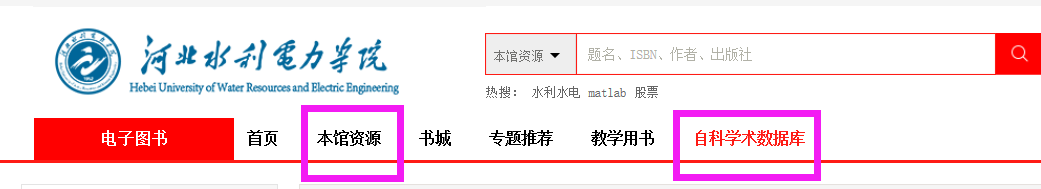 河北水利電力學院
Hebei University of Water Resources and Electric Engineering
本馆资源 题名、ISBN、作者、出版社
热搜： 水利水电 matlab 股票
电子图书 首页 本馆资源 书城 专题推荐 教学用书 自科学术数据库